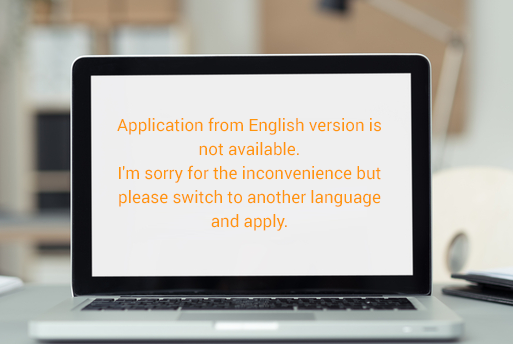 Application from English version is
not available.
I'm sorry for the inconvenience but
please switch to another language
and apply.